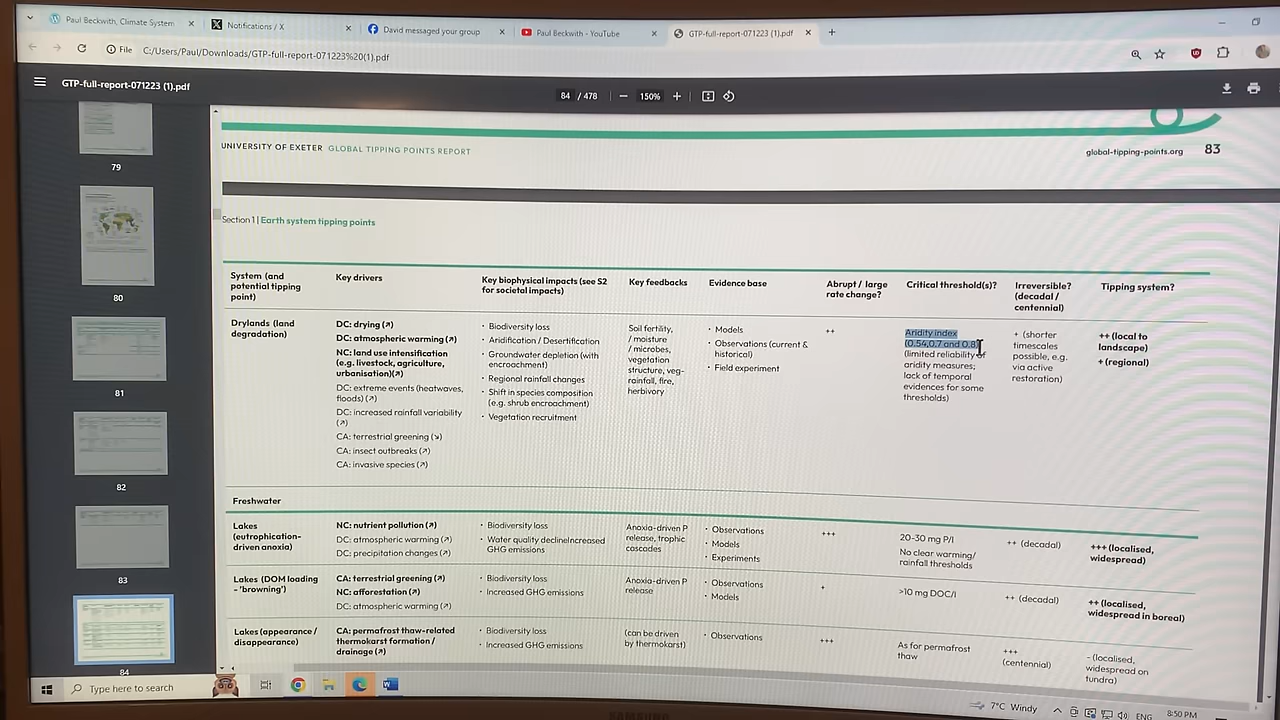 Paul Beckwith, Climate System
Notifications / X
David messaged your group
Paul Beckwith - YouTube
GTP-full-report-071223 (1).pdf
File C:/Users/Paul/Downloads/GTP-full-report-071223%20(1).pdf
GTP-full-report-071223 (1).pdf
84 / 478
150%
79
80
81
82
83
84
UNIVERSITY OF EXETER GLOBAL TIPPING POINTS REPORT
global-tipping-points.org 83
Section 1 | Earth system tipping points
System (and
potential tipping
point)
Key drivers
Key biophysical impacts (see S2
for societal impacts)
Key feedbacks
Evidence base
Abrupt / large
rate change?
Critical threshold(s)?
Irreversible?
(decadal /
centennial)
Tipping system?
Drylands (land
degradation)
DC: drying (↗)
DC: atmospheric warming (↗)
NC: land use intensification
(e.g. livestock, agriculture,
urbanisation)(↗)
DC: extreme events (heatwaves,
floods) (↗)
DC: increased rainfall variability
(↗)
CA: terrestrial greening (↘)
CA: insect outbreaks (↗)
CA: invasive species (↗)
• Biodiversity loss
• Aridification / Desertification
• Groundwater depletion (with
encroachment)
• Regional rainfall changes
• Shift in species composition
(e.g. shrub encroachment)
• Vegetation recruitment
Soil fertility,
/ moisture
/ microbes,
vegetation
structure, veg-
rainfall, fire,
herbivory
• Models
• Observations (current &
historical)
• Field experiment
++
Aridity index
(0.54,0.7 and 0.8)
(limited reliability of
aridity measures;
lack of temporal
evidences for some
thresholds)
+ (shorter
timescales
possible, e.g.
via active
restoration)
++ (local to
landscape)
+ (regional)
Freshwater
Lakes
(eutrophication-
driven anoxia)
NC: nutrient pollution (↗)
DC: atmospheric warming (↗)
DC: precipitation changes (↗)
• Biodiversity loss
• Water quality declineIncreased
GHG emissions
Anoxia-driven P
release, trophic
cascades
• Observations
• Models
• Experiments
+++
20-30 mg P/l
No clear warming/
rainfall thresholds
++ (decadal)
+++ (localised,
widespread)
Lakes (DOM loading
- 'browning')
CA: terrestrial greening (↗)
NC: afforestation (↗)
DC: atmospheric warming (↗)
• Biodiversity loss
• Increased GHG emissions
Anoxia-driven P
release
• Observations
• Models
+
>10 mg DOC/l
++ (decadal)
++ (localised,
widespread in boreal)
Lakes (appearance /
disappearance)
CA: permafrost thaw-related
thermokarst formation /
drainage (↗)
• Biodiversity loss
• Increased GHG emissions
(can be driven
by thermokarst)
• Observations
+++
As for permafrost
thaw
+++
(centennial)
- (localised,
widespread on
tundra)
Type here to search
7°C Windy
ENG
8:50 PM
SAMSUNG